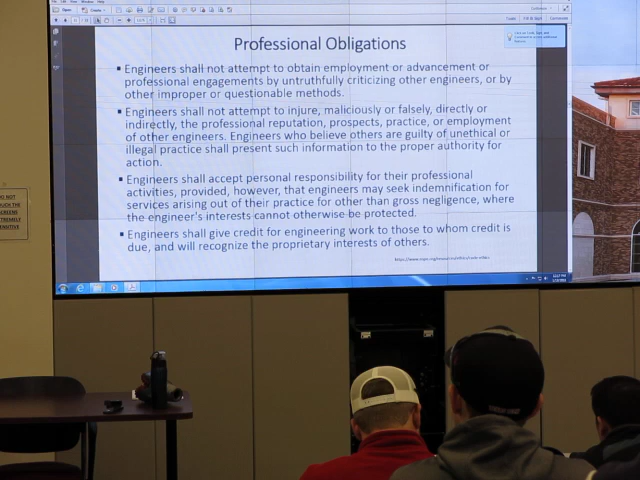 Professional Obligations
▪ Engineers shall not attempt to obtain employment or advancement or
professional engagements by untruthfully criticizing other engineers, or by
other improper or questionable methods.
▪ Engineers shall not attempt to injure, maliciously or falsely, directly or
indirectly, the professional reputation, prospects, practice, or employment
of other engineers. Engineers who believe others are guilty of unethical or
illegal practice shall present such information to the proper authority for
action.
▪ Engineers shall accept personal responsibility for their professional
activities, provided, however, that engineers may seek indemnification for
services arising out of their practice for other than gross negligence, where
the engineer's interests cannot otherwise be protected.
▪ Engineers shall give credit for engineering work to those to whom credit is
due, and will recognize the proprietary interests of others.